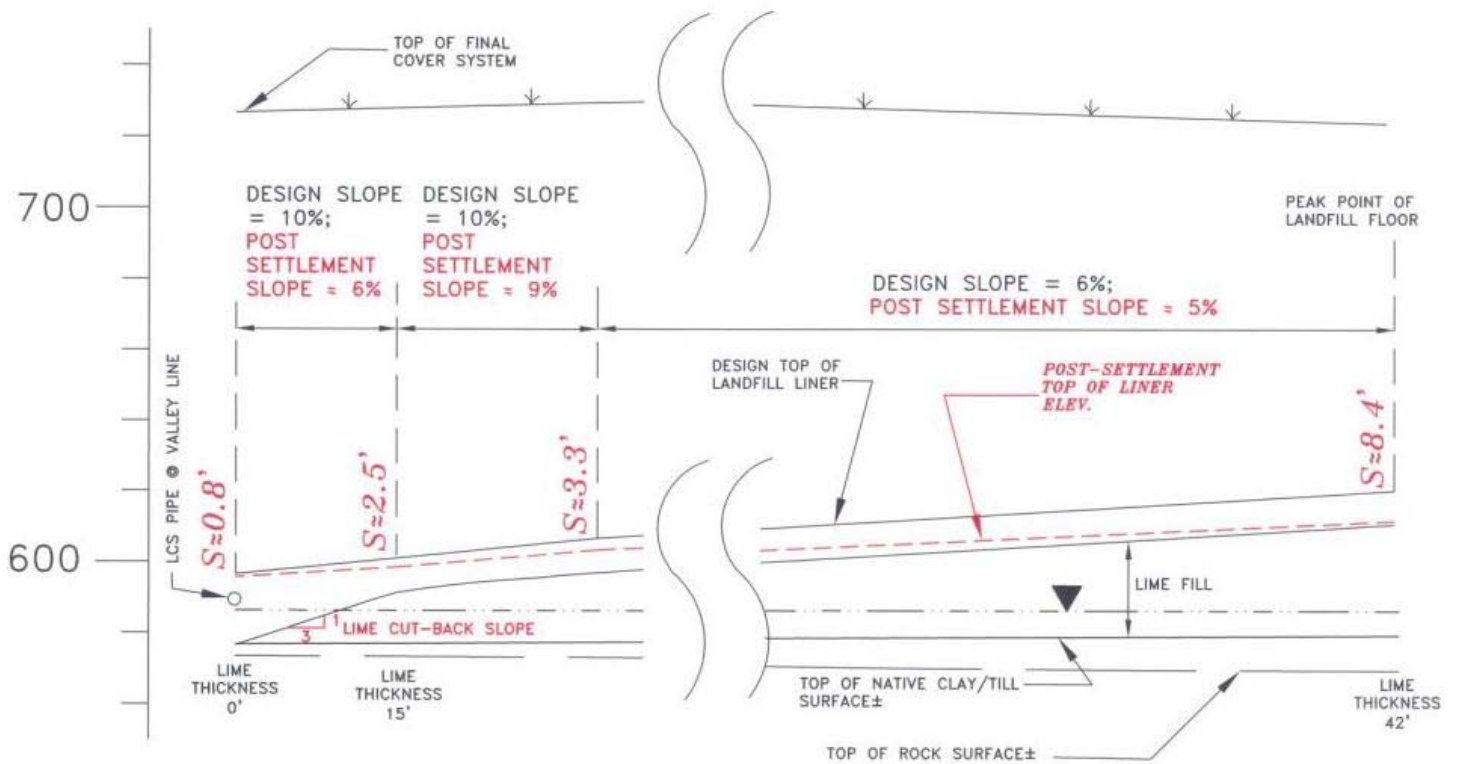 TOP OF FINAL
COVER SYSTEM
700
DESIGN SLOPE
= 10%;
POST
SETTLEMENT
SLOPE ≈ 6%
DESIGN SLOPE
= 10%;
POST
SETTLEMENT
SLOPE ≈ 9%
PEAK POINT OF
LANDFILL FLOOR
DESIGN SLOPE = 6%;
POST SETTLEMENT SLOPE ≈ 5%
LCS PIPE @ VALLEY LINE
S≈0.8'
S≈2.5'
S≈3.3'
DESIGN TOP OF
LANDFILL LINER
POST-SETTLEMENT
TOP OF LINER
ELEV.
S≈8.4'
600
LIME FILL
1
3
LIME CUT-BACK SLOPE
LIME
THICKNESS
0'
LIME
THICKNESS
15'
TOP OF NATIVE CLAY/TILL
SURFACE±
LIME
THICKNESS
42'
TOP OF ROCK SURFACE±